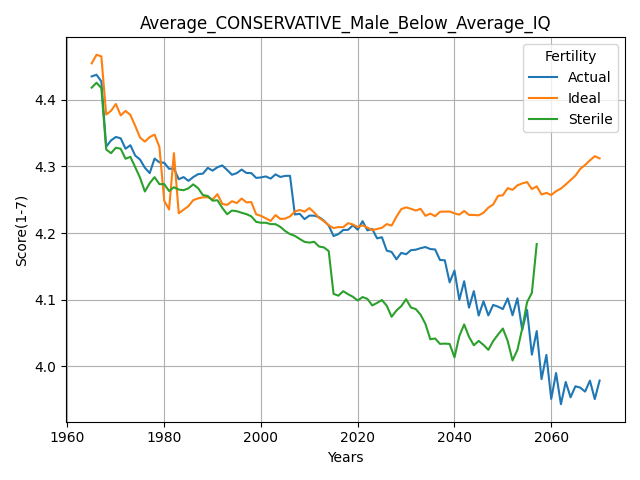 Average_CONSERVATIVE_Male_Below_Average_IQ
Fertility
Actual
Ideal
Sterile
Score(1-7)
4.4
4.3
4.2
4.1
4.0
1960 1980 2000 2020 2040 2060
Years